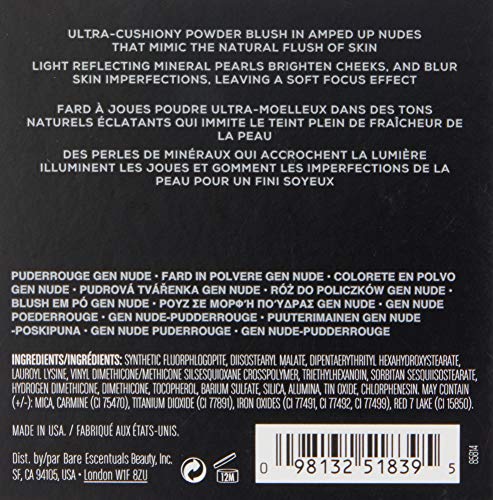 ULTRA-CUSHIONY POWDER BLUSH IN AMPED UP NUDES
THAT MIMIC THE NATURAL FLUSH OF SKIN
LIGHT REFLECTING MINERAL PEARLS BRIGHTEN CHEEKS, AND BLUR
SKIN IMPERFECTIONS, LEAVING A SOFT FOCUS EFFECT
FARD À JOUES POUDRE ULTRA-MOELLEUX DANS DES TONS
NATURELS ÉCLATANTS QUI IMMITE LE TEINT PLEIN DE FRAÎCHEUR DE
LA PEAU
DES PERLES DE MINÉRAUX QUI ACCROCHENT LA LUMIÈRE
ILLUMINENT LES JOUES ET GOMMENT LES IMPERFECTIONS DE LA
PEAU POUR UN FINI SOYEUX
PUDERROUGE GEN NUDE · FARD IN POLVERE GEN NUDE · COLORETE EN POLVO
GEN NUDE · PUDROVÁ TVÁŘENKA GEN NUDE · RÓŻ DO POLICZKÓW GEN NUDE ·
BLUSH EM PÓ GEN NUDE · ΡΟΥΖ ΣΕ ΜΟΡΦΉ ΠΟΎΔΡΑΣ GEN NUDE · GEN NUDE
POEDERROUGE · GEN NUDE-PUDDERROUGE · PUUTERIMAINEN GEN NUDE
-POSKIPUNA · GEN NUDE PUDERROUGE · GEN NUDE-PUDDERROUGE
INGREDIENTS/INGRÉDIENTS: SYNTHETIC FLUORPHLOGOPITE, DIISOSTEARYL MALATE, DIPENTAERYTHRITYL HEXAHYDROXYSTEARATE,
LAUROYL LYSINE, VINYL DIMETHICONE/METHICONE SILSESQUIOXANE CROSSPOLYMER, TRIETHYLHEXANOIN, SORBITAN SESQUIISOSTEARATE,
HYDROGEN DIMETHICONE, DIMETHICONE, TOCOPHEROL, BARIUM SULFATE, SILICA, ALUMINA, TIN OXIDE, CHLORPHENESIN. MAY CONTAIN
(+/-): MICA, CARMINE (CI 75470), TITANIUM DIOXIDE (CI 77891), IRON OXIDES (CI 77491, CI 77492, CI 77499), RED 7 LAKE (CI 15850).
MADE IN USA. / FABRIQUÉ AUX ÉTATS-UNIS.
Dist. by/par Bare Escentuals Beauty, Inc.
SF, CA 94105, USA • London W1F 8ZU
12M
0 98132 51839 5
85614